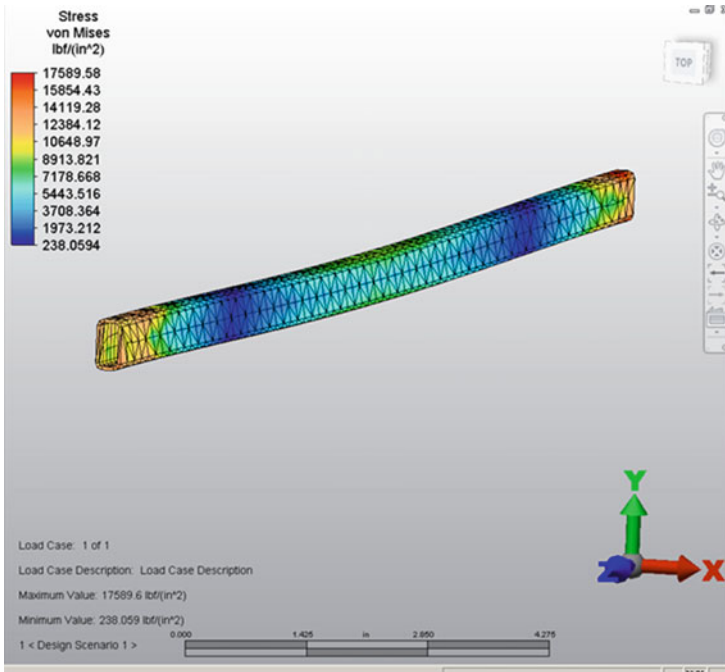 Stress
von Mises
lbf/(in^2)
17589.58
15854.43
14119.28
12384.12
10648.97
8913.821
7178.668
5443.516
3708.364
1973.212
238.0594
TOP
Y
X
Z
Load Case: 1 of 1
Load Case Description: Load Case Description
Maximum Value: 17589.6 lbf/(in^2)
Minimum Value: 238.059 lbf/(in^2)
1 < Design Scenario 1 >
0.000 1.425 in 2.850 4.275